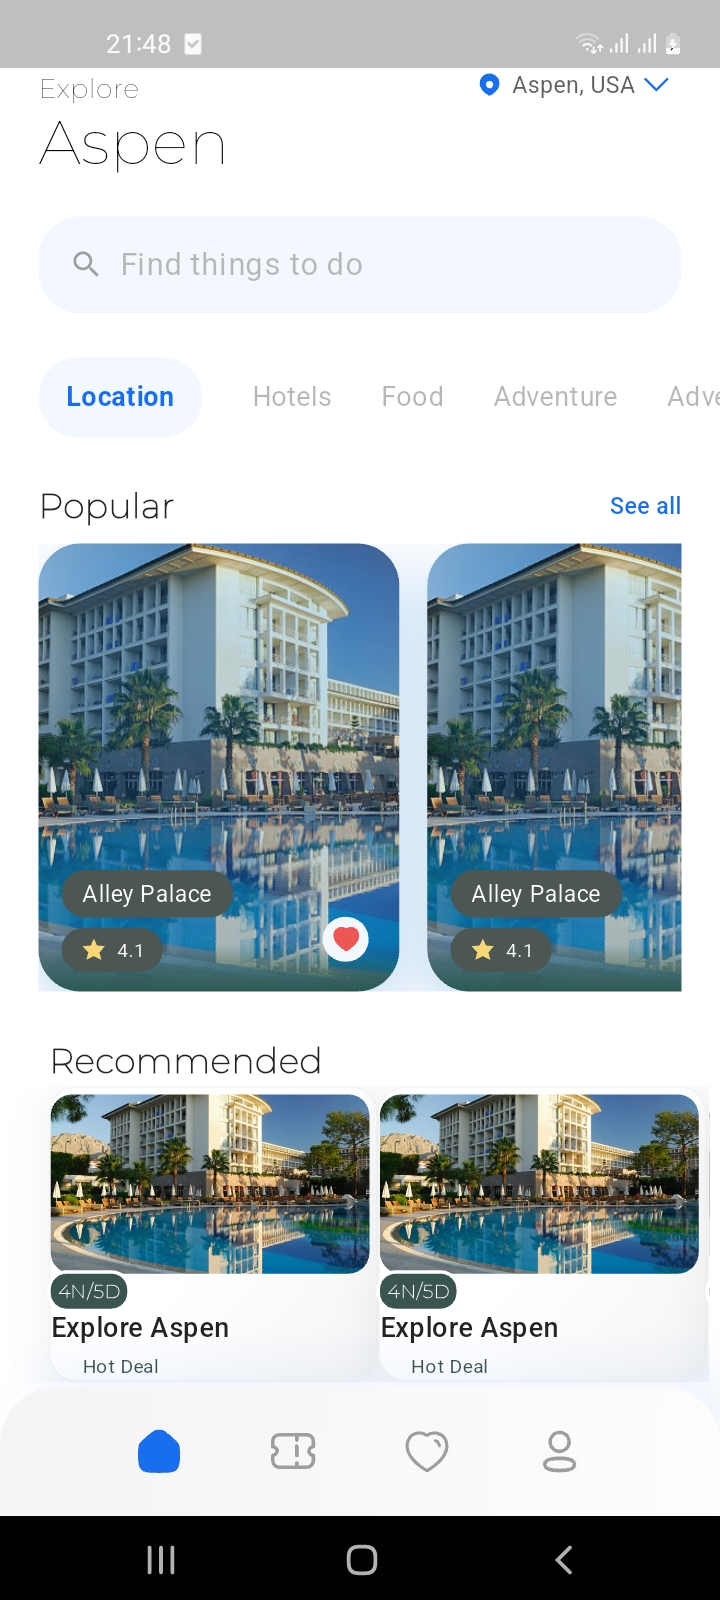 21:48
Explore
Aspen, USA
Aspen
Find things to do
Location Hotels Food Adventure Adve
Popular See all
Alley Palace Alley Palace
4.1 4.1
Recommended
4N/5D 4N/5D
Explore Aspen Explore Aspen
Hot Deal Hot Deal